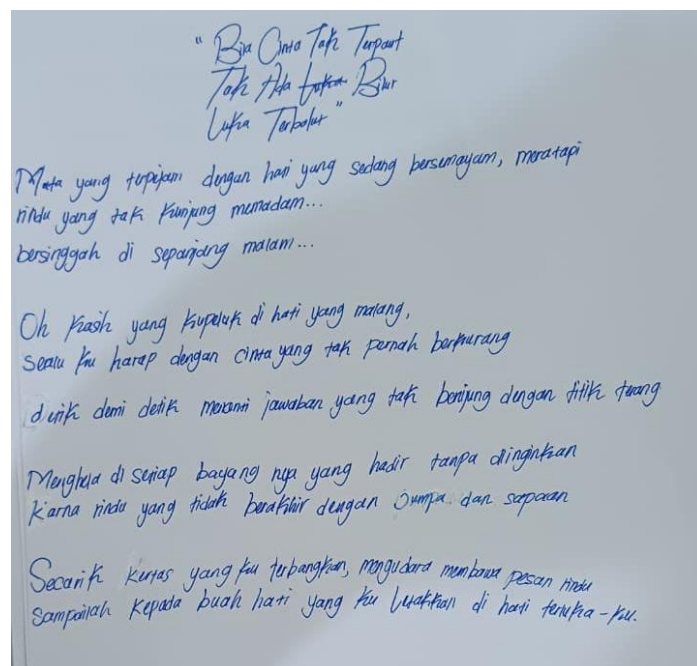 "Bila Cinta Tak Terpaut
Tak Ada Bilur
Luka Terbalut"
Mata yang terpejam dengan hari yang sedang bersemayam, meratapi
rindu yang tak kunjung memadam...
bersinggah di sepanjang malam...
Oh kasih yang kupeluk di hati yang malang,
selalu ku harap dengan cinta yang tak pernah berkurang
detik demi detik menanti jawaban yang tak berujung dengan titik terang
Menghela di setiap bayang nya yang hadir tanpa diinginkan
Karna rindu yang tidak berakhir dengan Jumpa dan sapaan
Secarik kertas yang ku terbangkan, mengudara membawa pesan rindu
Sampailah kepada buah hati yang ku letakkan di hati terluka-ku.